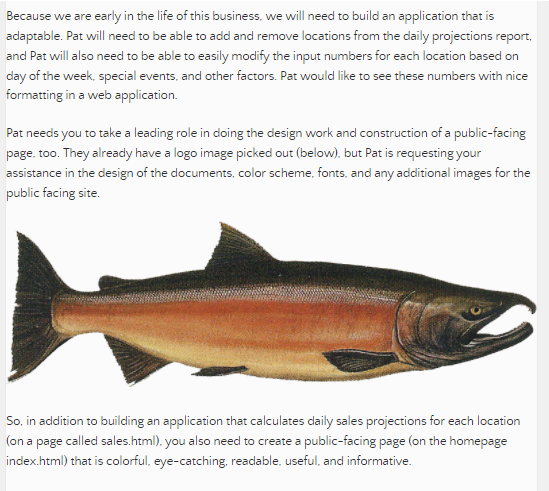 Because we are early in the life of this business, we will need to build an application that is
adaptable. Pat will need to be able to add and remove locations from the daily projections report,
and Pat will also need to be able to easily modify the input numbers for each location based on
day of the week, special events, and other factors. Pat would like to see these numbers with nice
formatting in a web application.
Pat needs you to take a leading role in doing the design work and construction of a public-facing
page, too. They already have a logo image picked out (below), but Pat is requesting your
assistance in the design of the documents, color scheme, fonts, and any additional images for the
public facing site.
So, in addition to building an application that calculates daily sales projections for each location
(on a page called sales.html), you also need to create a public-facing page (on the homepage
index.html) that is colorful, eye-catching, readable, useful, and informative.